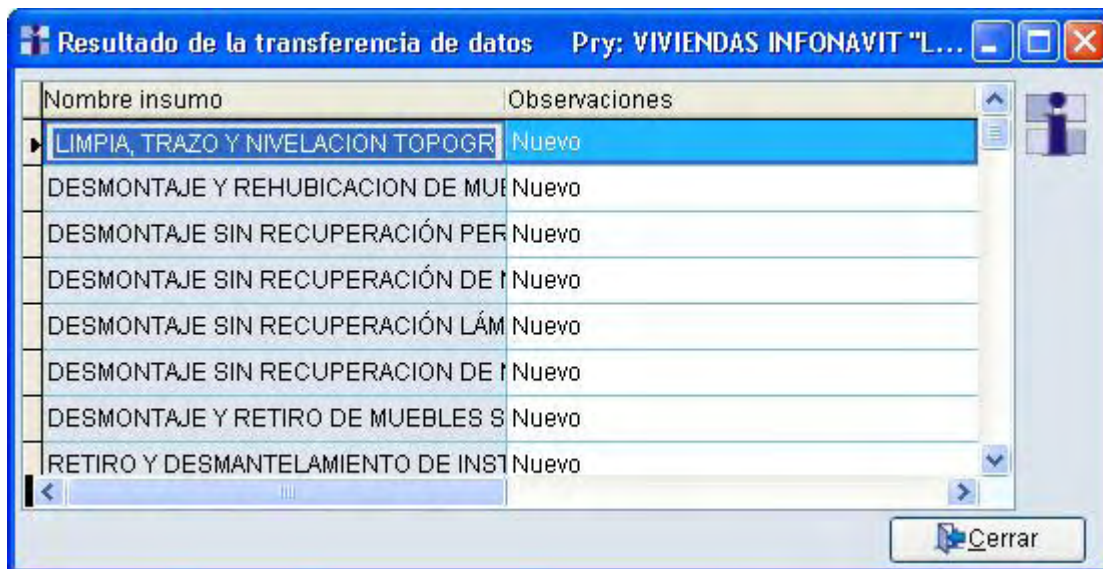 Resultado de la transferencia de datos Pry: VIVIENDAS INFONAVIT "L...
Nombre insumo Observaciones
LIMPIA, TRAZO Y NIVELACION TOPOGR Nuevo
DESMONTAJE Y REHUBICACION DE MUE Nuevo
DESMONTAJE SIN RECUPERACIÓN PER Nuevo
DESMONTAJE SIN RECUPERACIÓN DE Nuevo
DESMONTAJE SIN RECUPERACIÓN LÁM Nuevo
DESMONTAJE SIN RECUPERACION DE Nuevo
DESMONTAJE Y RETIRO DE MUEBLES S Nuevo
RETIRO Y DESMANTELAMIENTO DE INST Nuevo
Cerrar